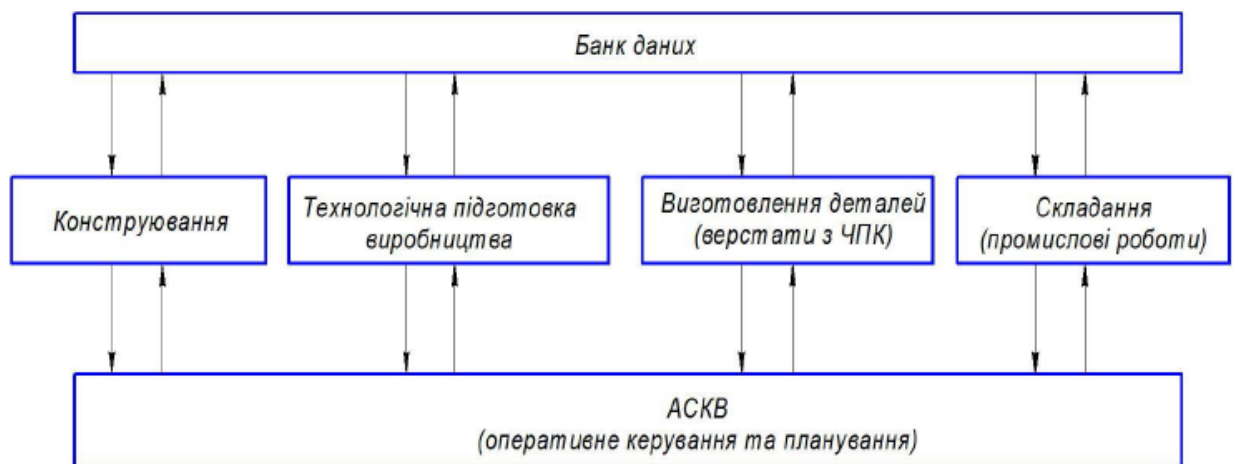 Банк даних
Конструювання
Технологічна підготовка
виробництва
Виготовлення деталей
(верстати з ЧПК)
Складання
(промислові роботи)
АСКВ
(оперативне керування та планування)